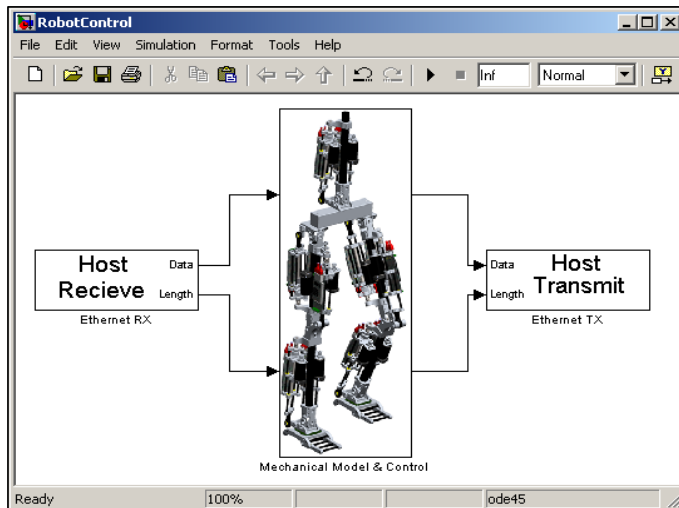 RobotControl
File Edit View Simulation Format Tools Help
Inf Normal
Host
Recieve
Data
Length
Ethernet RX
Mechanical Model & Control
Data
Length
Host
Transmit
Ethernet TX
Ready 100% ode45